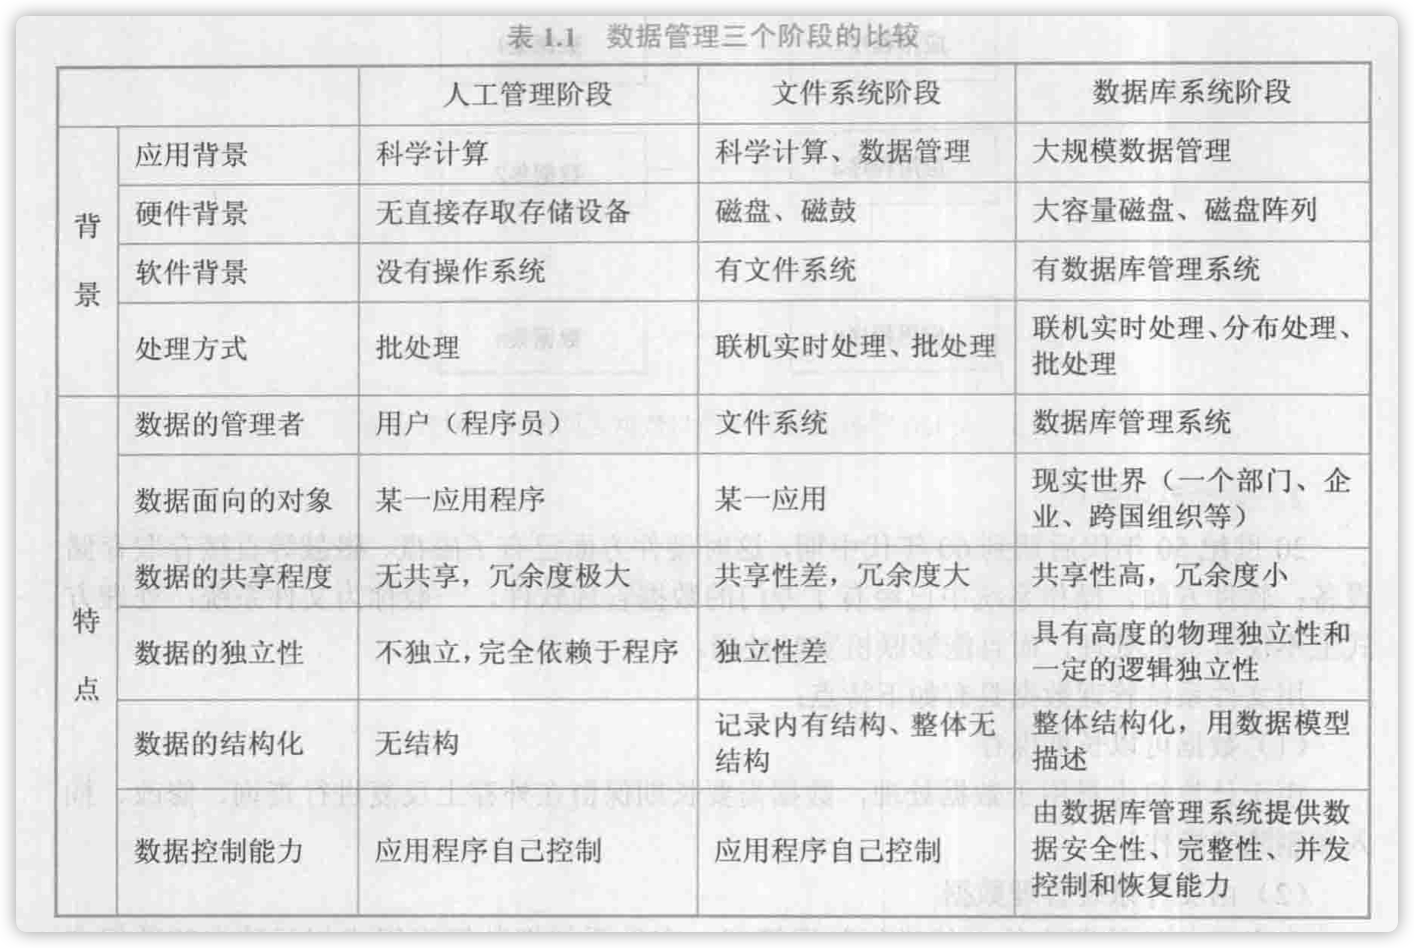 表 1.1 数据管理三个阶段的比较
人工管理阶段 文件系统阶段 数据库系统阶段
背景
应用背景 科学计算 科学计算、数据管理 大规模数据管理
硬件背景 无直接存取存储设备 磁盘、磁鼓 大容量磁盘、磁盘阵列
软件背景 没有操作系统 有文件系统 有数据库管理系统
处理方式 批处理 联机实时处理、批处理 联机实时处理、分布处理、
批处理
特点
数据的管理者 用户（程序员） 文件系统 数据库管理系统
数据面向的对象 某一应用程序 某一应用 现实世界（一个部门、企
业、跨国组织等）
数据的共享程度 无共享，冗余度极大 共享性差，冗余度大 共享性高，冗余度小
数据的独立性 不独立，完全依赖于程序 独立性差 具有高度的物理独立性和
一定的逻辑独立性
数据的结构化 无结构 记录内有结构、整体无
结构 整体结构化，用数据模型
描述
数据控制能力 应用程序自己控制 应用程序自己控制 由数据库管理系统提供数
据安全性、完整性、并发
控制和恢复能力